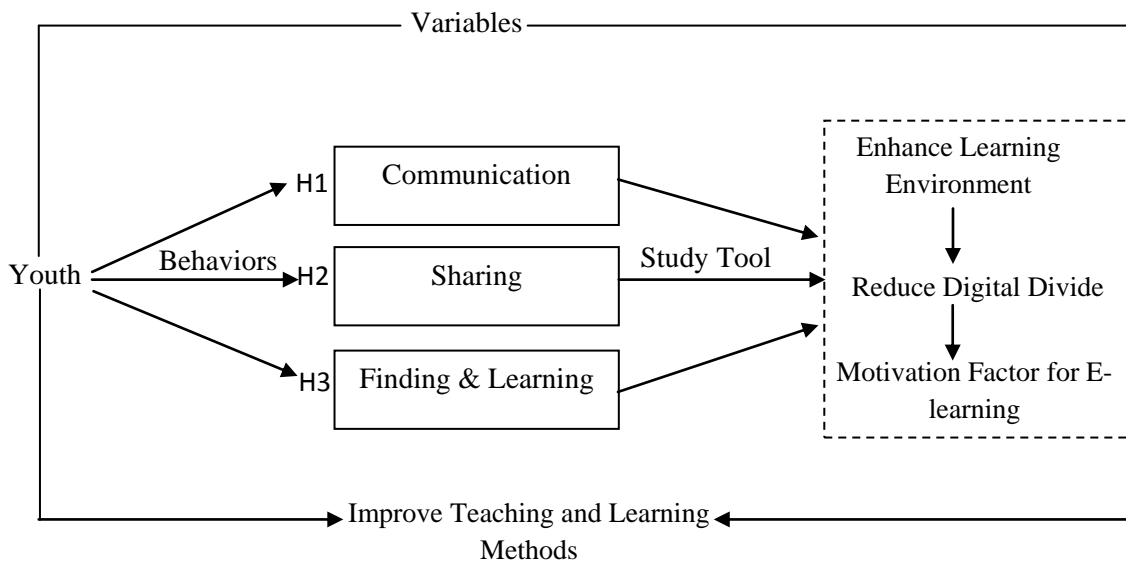 Variables
Enhance Learning
Environment
H1
Communication
Youth
Behaviors
H2
Sharing
Study Tool
Reduce Digital Divide
H3
Finding & Learning
Motivation Factor for E-
learning
Improve Teaching and Learning
Methods